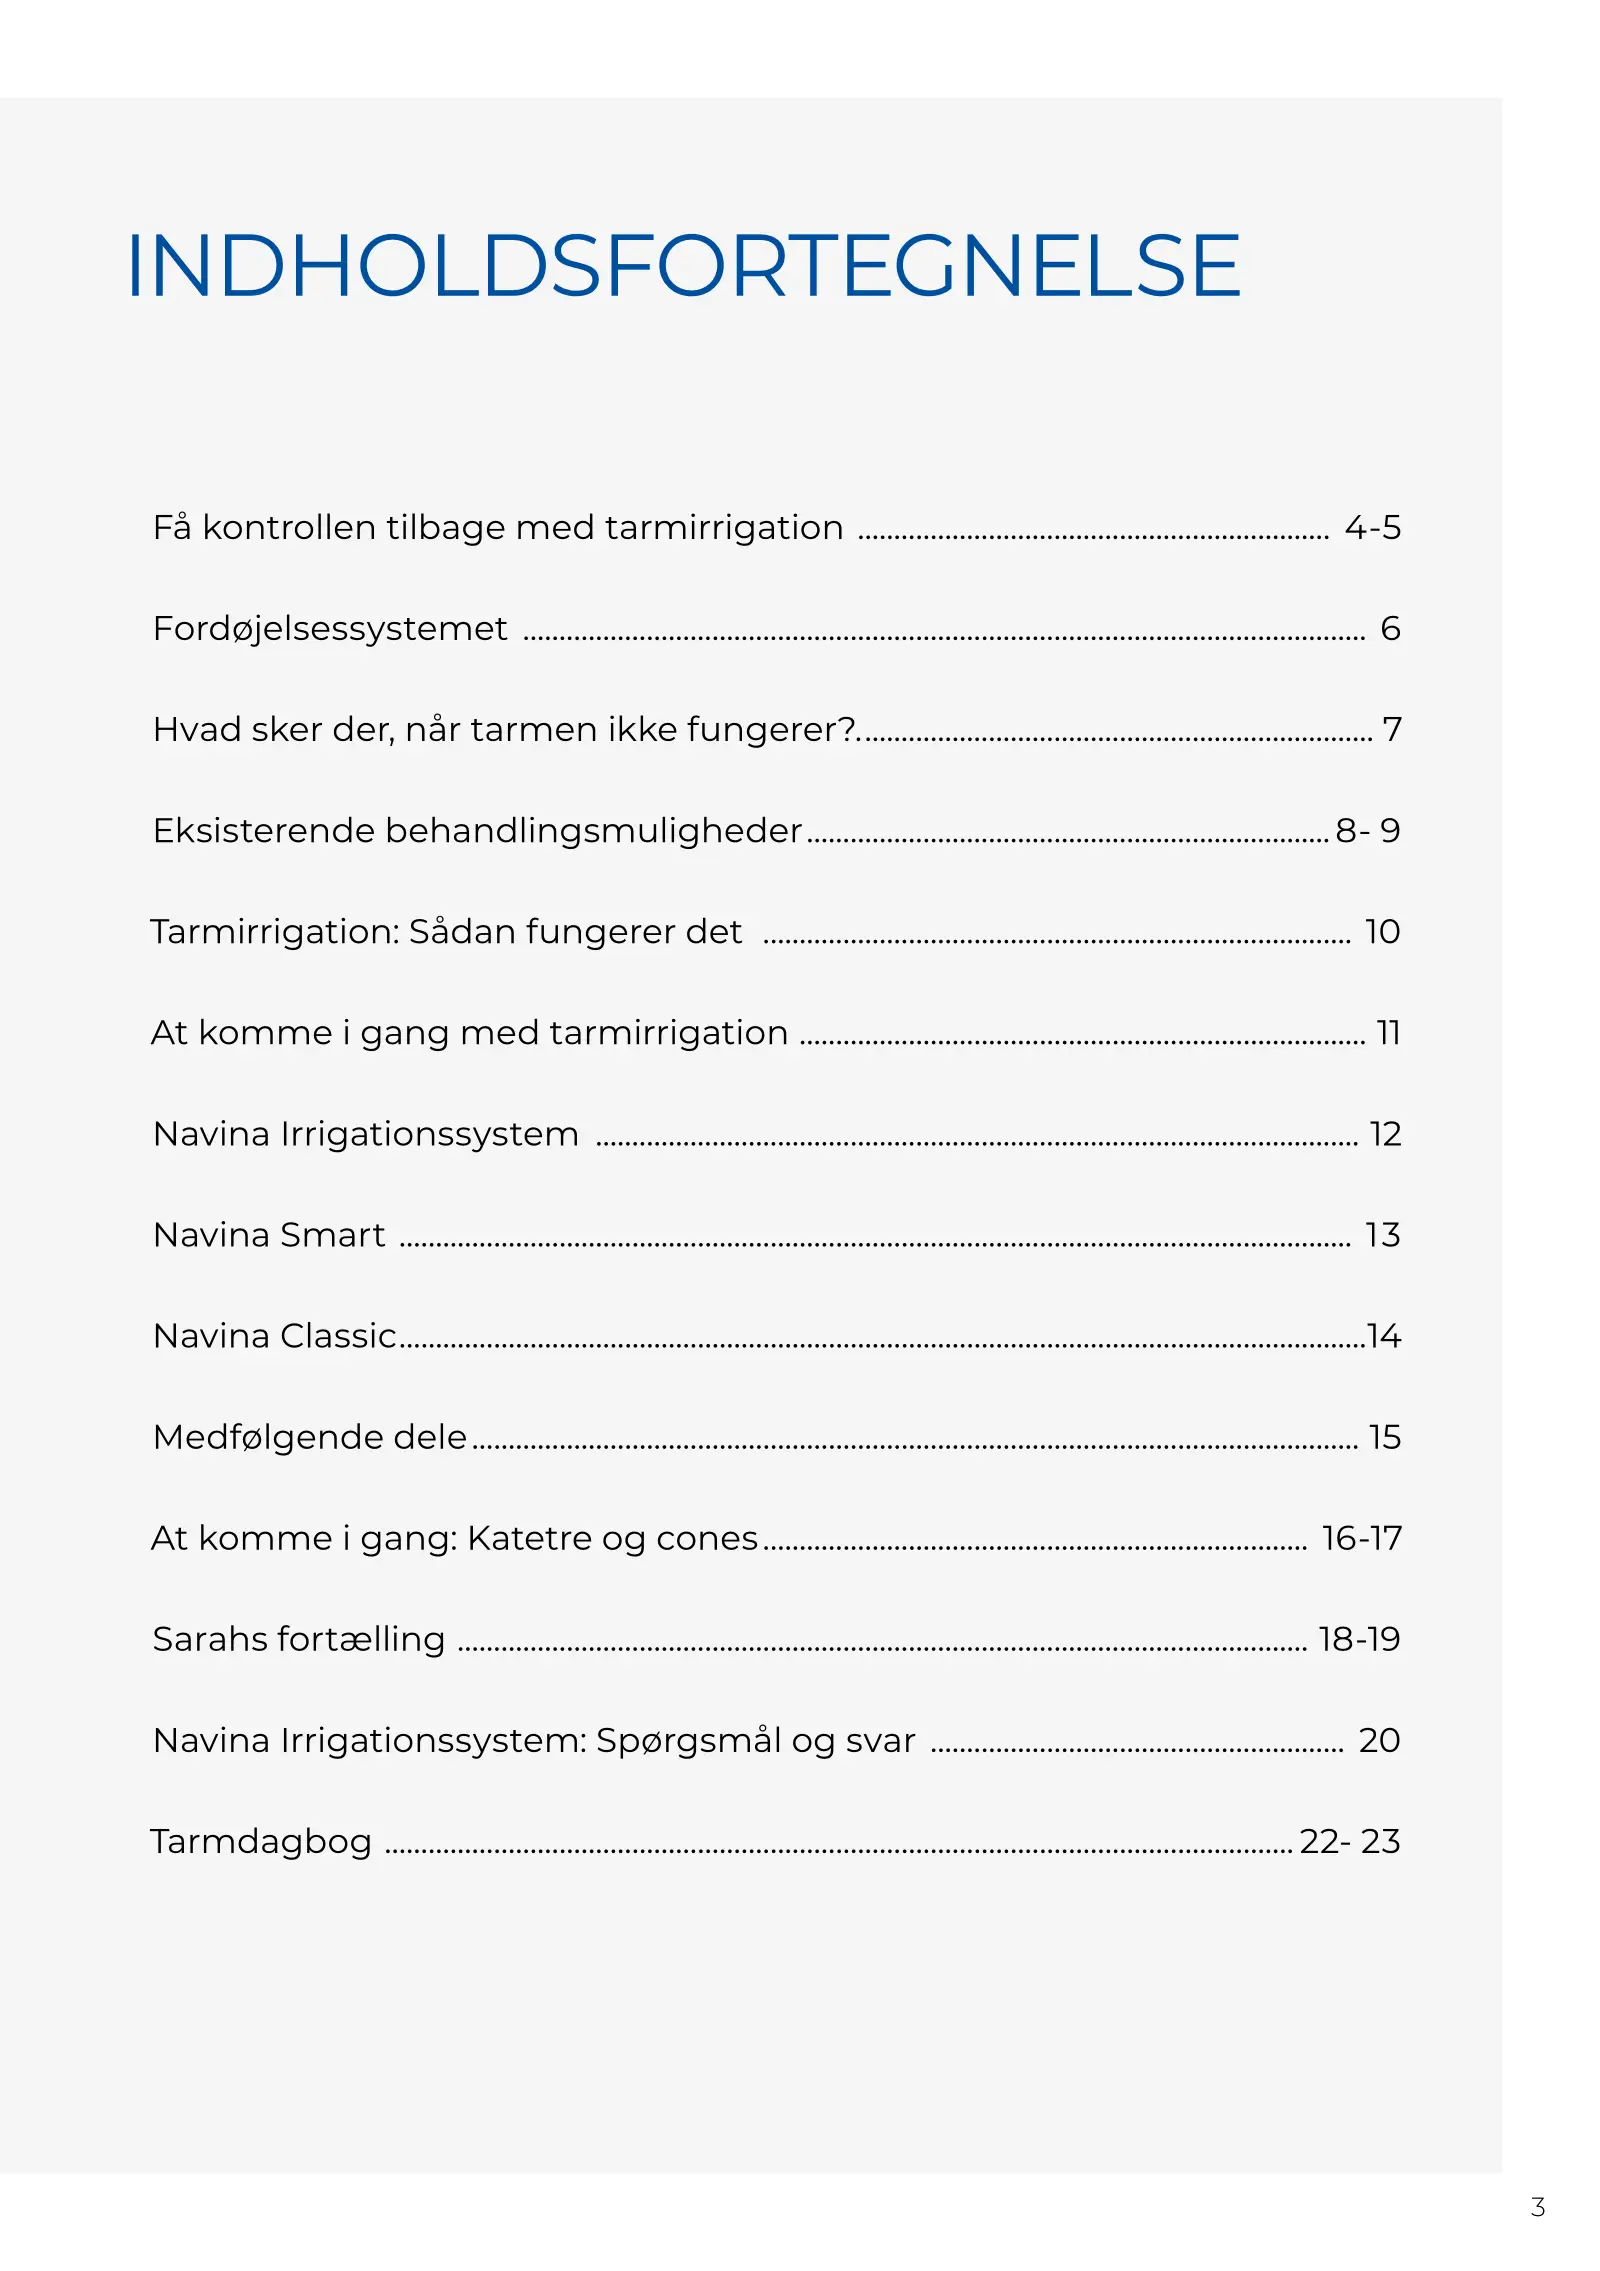 INDHOLDSFORTEGNELSE
Få kontrollen tilbage med tarmirrigation ................................................................. 4-5
Fordøjelsessystemet .................................................................................................................... 6
Hvad sker der, når tarmen ikke fungerer?....................................................................... 7
Eksisterende behandlingsmuligheder........................................................................ 8- 9
Tarmirrigation: Sådan fungerer det ................................................................................. 10
At komme i gang med tarmirrigation .............................................................................. 11
Navina Irrigationssystem ......................................................................................................... 12
Navina Smart ................................................................................................................................... 13
Navina Classic.....................................................................................................................................14
Medfølgende dele.......................................................................................................................... 15
At komme i gang: Katetre og cones........................................................................... 16-17
Sarahs fortælling ..................................................................................................................... 18-19
Navina Irrigationssystem: Spørgsmål og svar ......................................................... 20
Tarmdagbog ............................................................................................................................. 22- 23
3